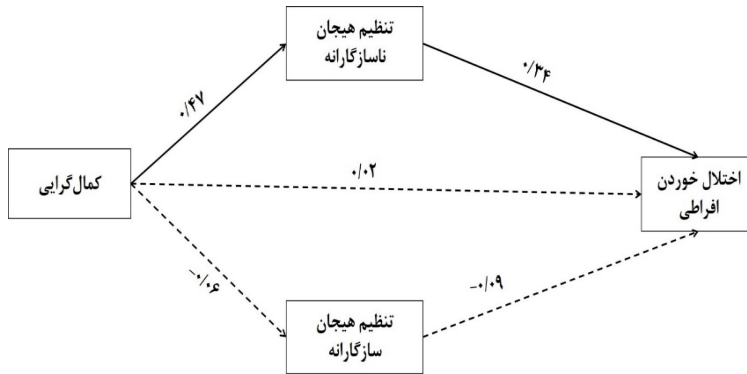 تنظیم هیجان
ناسازگارانه
۰/۴۷
۰/۳۴
کمال‌گرایی
۰/۰۲
اختلال خوردن
افراطی
-۰/۰۶
-۰/۰۹
تنظیم هیجان
سازگارانه